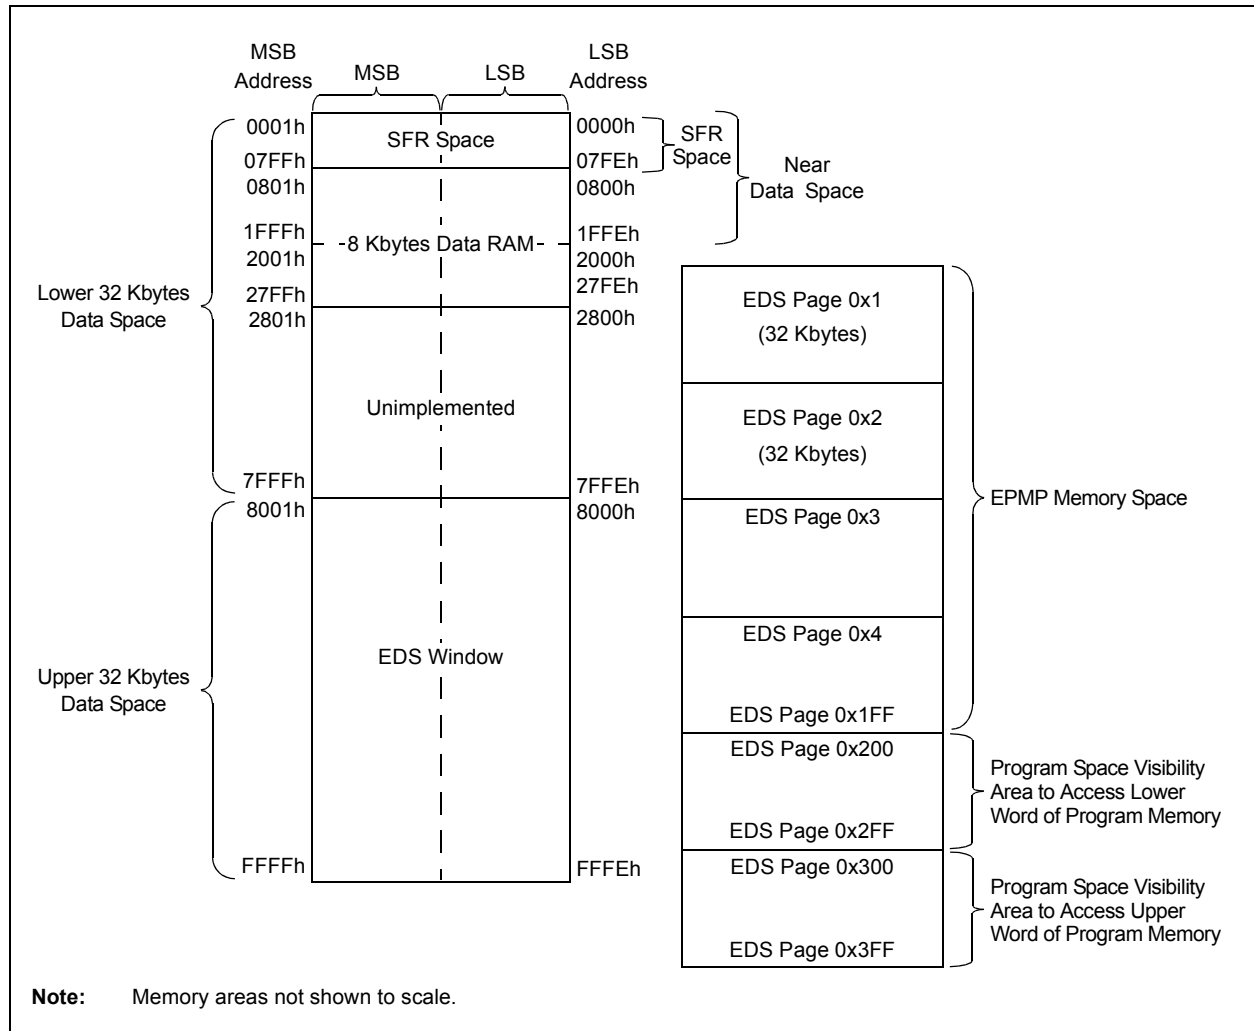 MSB
Address
MSB
LSB
LSB
Address
0001h
SFR Space
0000h
SFR
Space
07FFh
07FEh
0801h
0800h
Near
Data Space
1FFFh
8 Kbytes Data RAM
1FFEh
2001h
2000h
27FFh
27FEh
2801h
2800h
Lower 32 Kbytes
Data Space
Unimplemented
7FFFh
7FFEh
8001h
8000h
Upper 32 Kbytes
Data Space
EDS Window
FFFFh
FFFEh
EDS Page 0x1
(32 Kbytes)
EDS Page 0x2
(32 Kbytes)
EDS Page 0x3
EDS Page 0x4
EDS Page 0x1FF
EPMP Memory Space
EDS Page 0x200
EDS Page 0x2FF
Program Space Visibility
Area to Access Lower
Word of Program Memory
EDS Page 0x300
EDS Page 0x3FF
Program Space Visibility
Area to Access Upper
Word of Program Memory
Note: Memory areas not shown to scale.